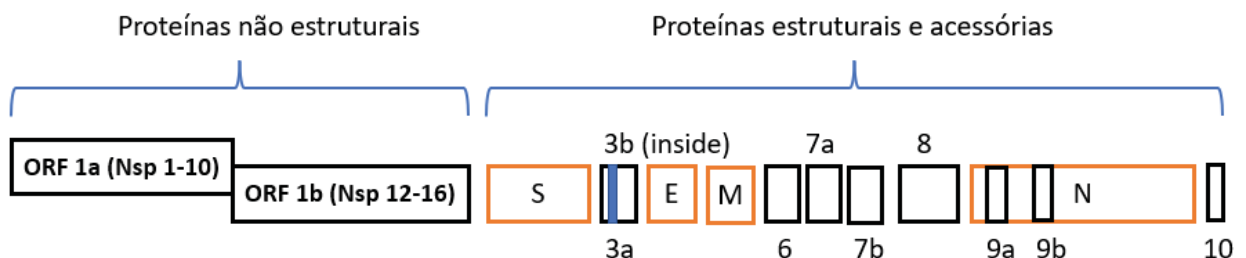 Proteínas não estruturais
Proteínas estruturais e acessórias
3b (inside) 7a 8
ORF 1a (Nsp 1-10)
ORF 1b (Nsp 12-16)
S E M N
3a 6 7b 9a 9b 10